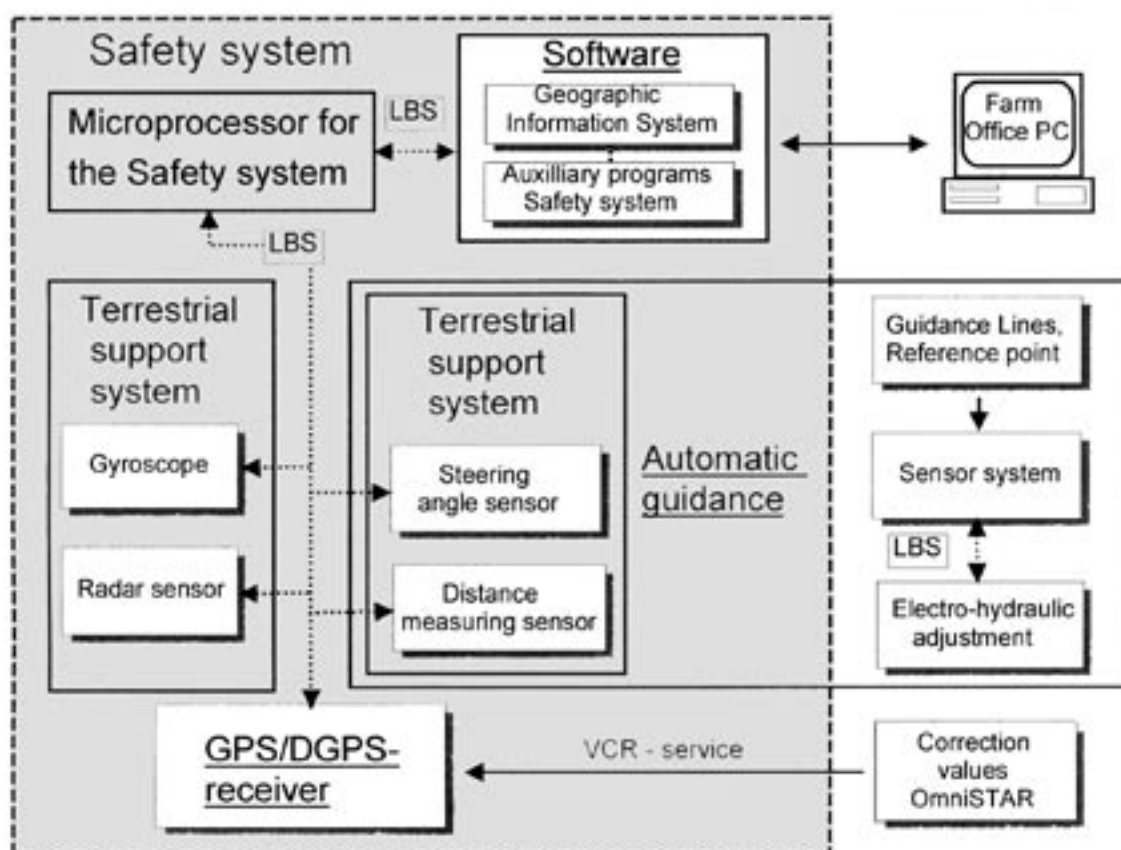 Safety system
Software
Geographic
Information System
Auxilliary programs
Safety system
LBS
Microprocessor for
the Safety system
Farm
Office PC
LBS
Terrestrial
support
system
Gyroscope
Radar sensor
Terrestrial
support
system
Steering
angle sensor
Distance
measuring sensor
Automatic
guidance
Guidance Lines,
Reference point
Sensor system
LBS
Electro-hydraulic
adjustment
GPS/DGPS-
receiver
VCR - service
Correction
values
OmniSTAR